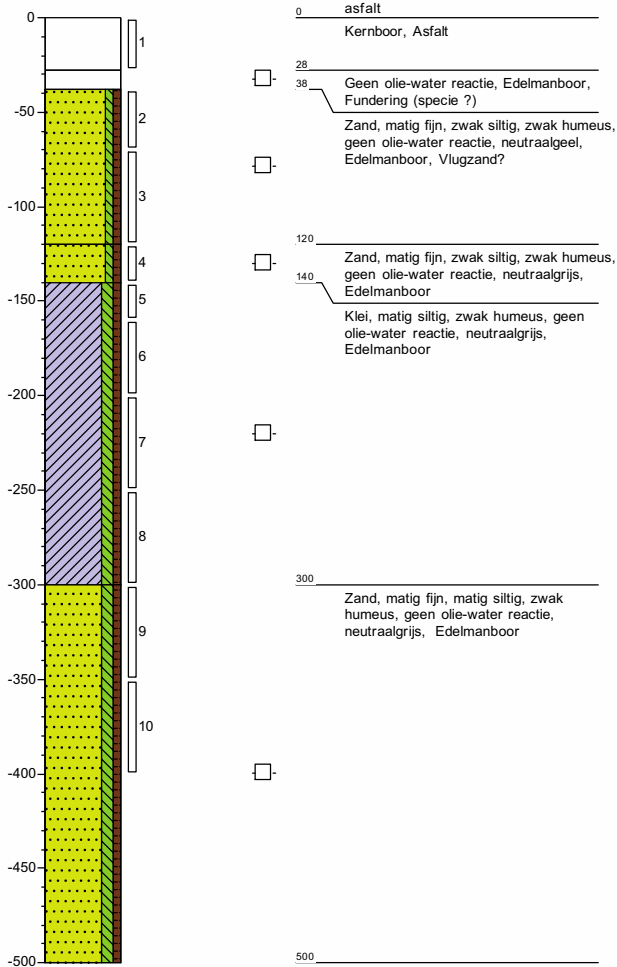 0
-50
-100
-150
-200
-250
-300
-350
-400
-450
-500
1
2
3
4
5
6
7
8
9
10
0 asfalt
Kernboor, Asfalt
28
Geen olie-water reactie, Edelmanboor,
Fundering (specie ?)
38
Zand, matig fijn, zwak siltig, zwak humeus,
geen olie-water reactie, neutraalgeel,
Edelmanboor, Vlugzand?
120
Zand, matig fijn, zwak siltig, zwak humeus,
geen olie-water reactie, neutraalgrijs,
Edelmanboor
140
Klei, matig siltig, zwak humeus, geen
olie-water reactie, neutraalgrijs,
Edelmanboor
300
Zand, matig fijn, matig siltig, zwak
humeus, geen olie-water reactie,
neutraalgrijs, Edelmanboor
500